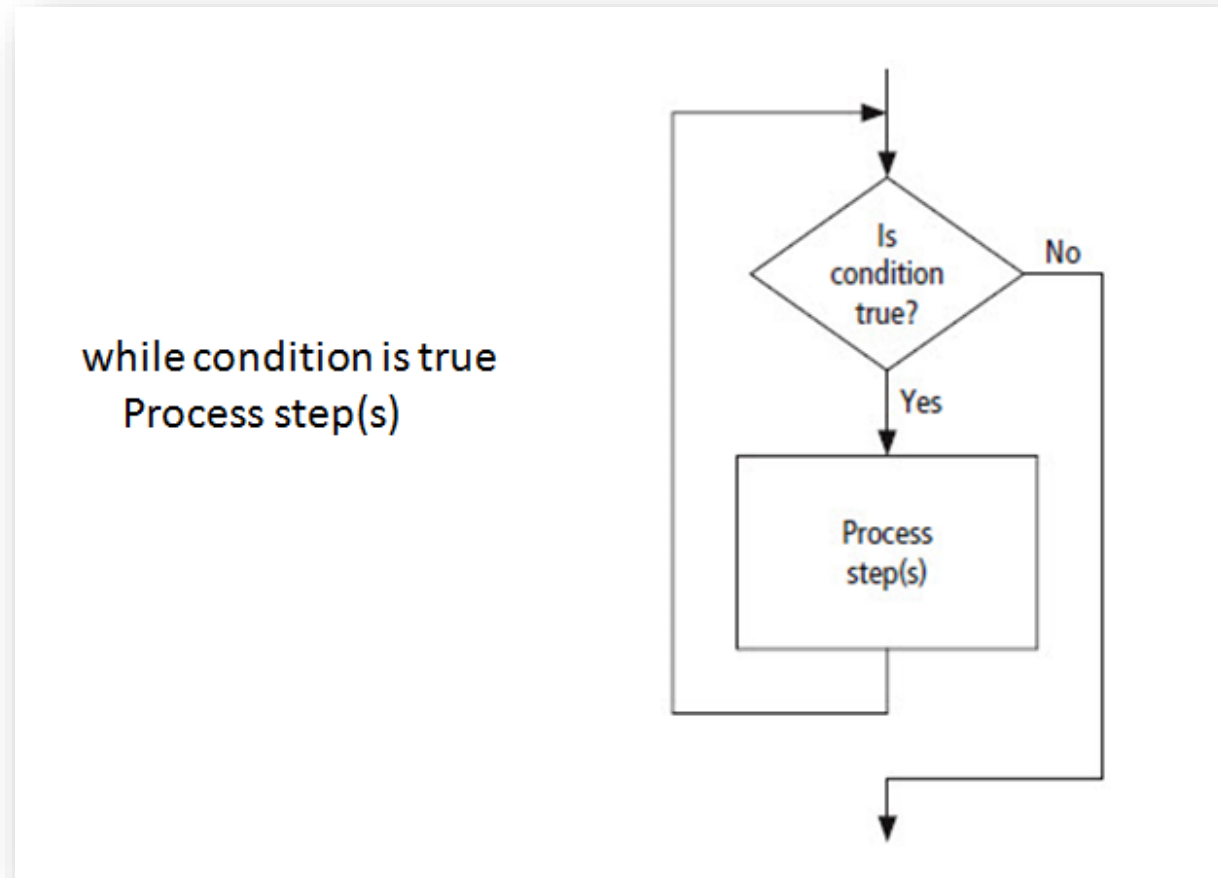 while condition is true
Process step(s)
Is
condition
true?
No
Yes
Process
step(s)